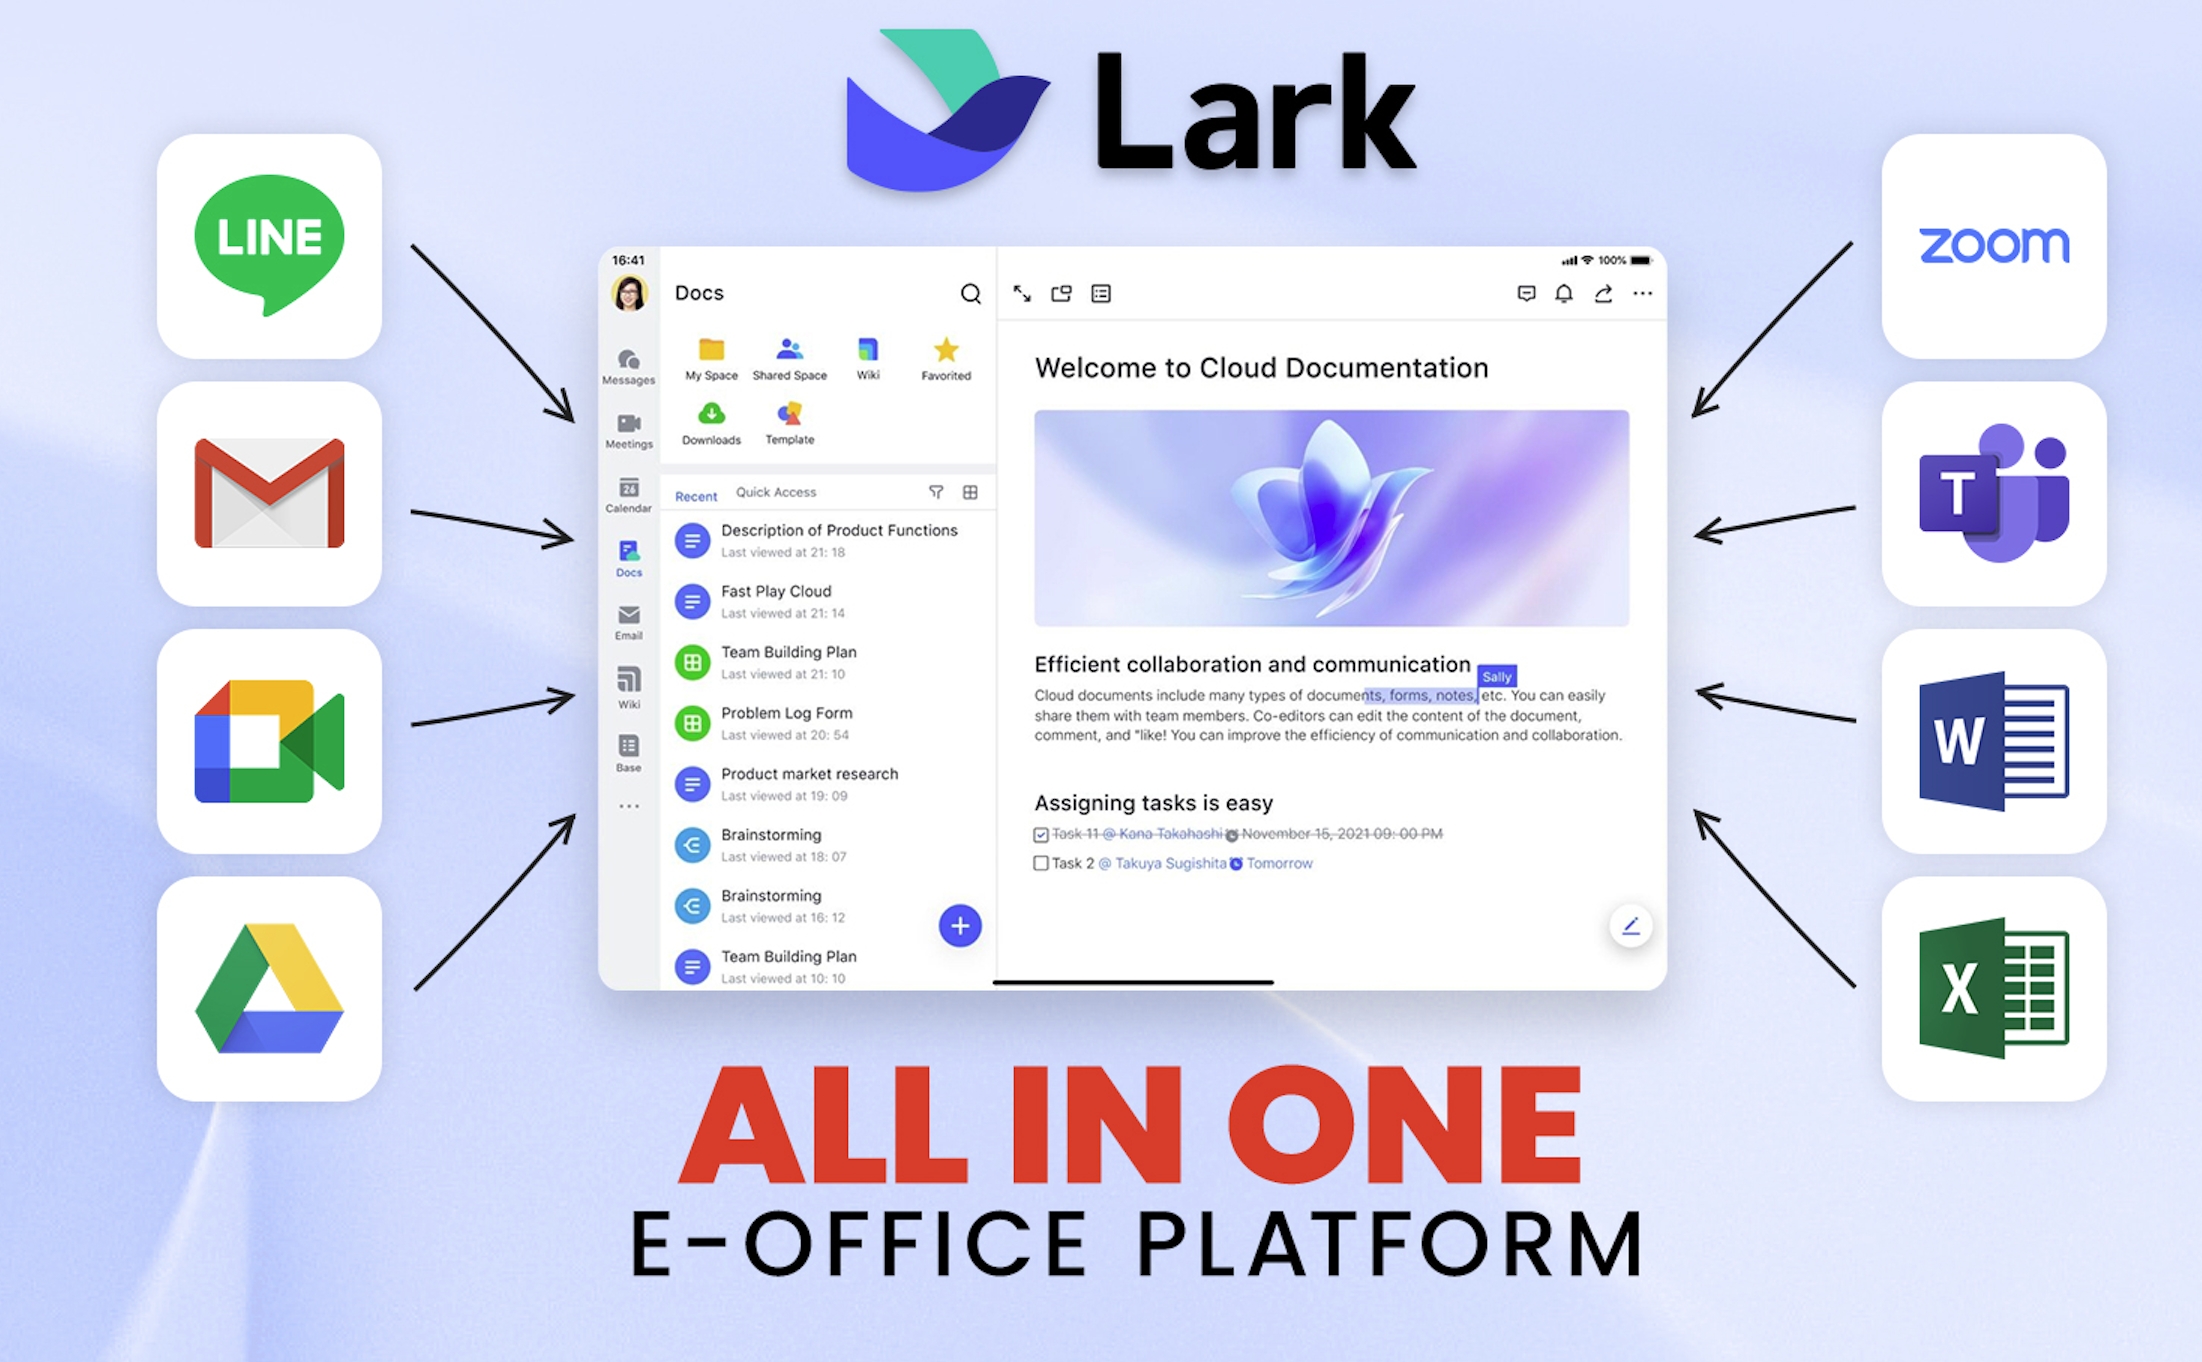 Lark
LINE
zoom
T
W
X
16:41
100%
Docs
Messages
Meetings
26
Calendar
Docs
Email
Wiki
Base
My Space
Shared Space
Wiki
Favorited
Downloads
Template
Recent
Quick Access
Description of Product Functions
Last viewed at 21: 18
Fast Play Cloud
Last viewed at 21: 14
Team Building Plan
Last viewed at 21: 10
Problem Log Form
Last viewed at 20: 54
Product market research
Last viewed at 19: 09
Brainstorming
Last viewed at 18: 07
Brainstorming
Last viewed at 16: 12
Team Building Plan
Last viewed at 10: 10
Welcome to Cloud Documentation
Efficient collaboration and communication
Sally
Cloud documents include many types of documents, forms, notes, etc. You can easily
share them with team members. Co-editors can edit the content of the document,
comment, and "like! You can improve the efficiency of communication and collaboration.
Assigning tasks is easy
Task 11 @ Kana Takahashi November 15, 2021 09: 00 PM
Task 2 @ Takuya Sugishita Tomorrow
ALL IN ONE
E-OFFICE PLATFORM